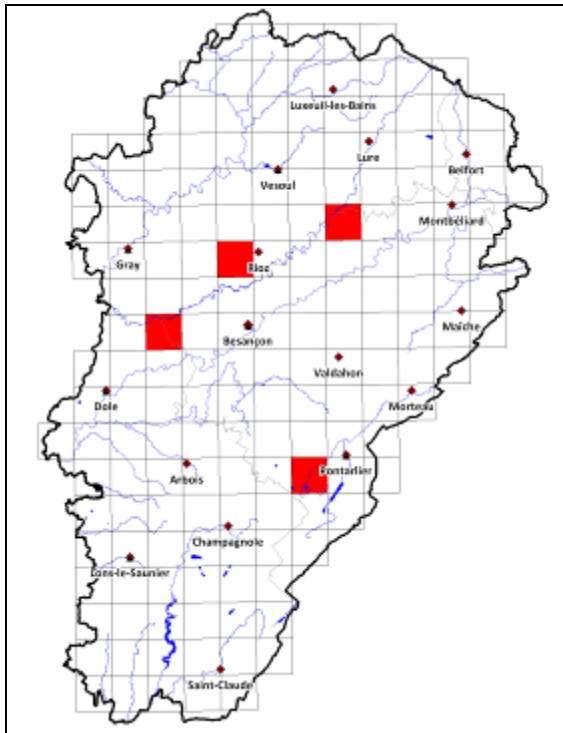 Luxeuil-les-Bains
Lure
Belfort
Vesoul
Montbéliard
Gray
Rioz
Maîche
Besançon
Valdahon
Dole
Morteau
Pontarlier
Arbois
Champagnole
Lons-le-Saunier
Saint-Claude